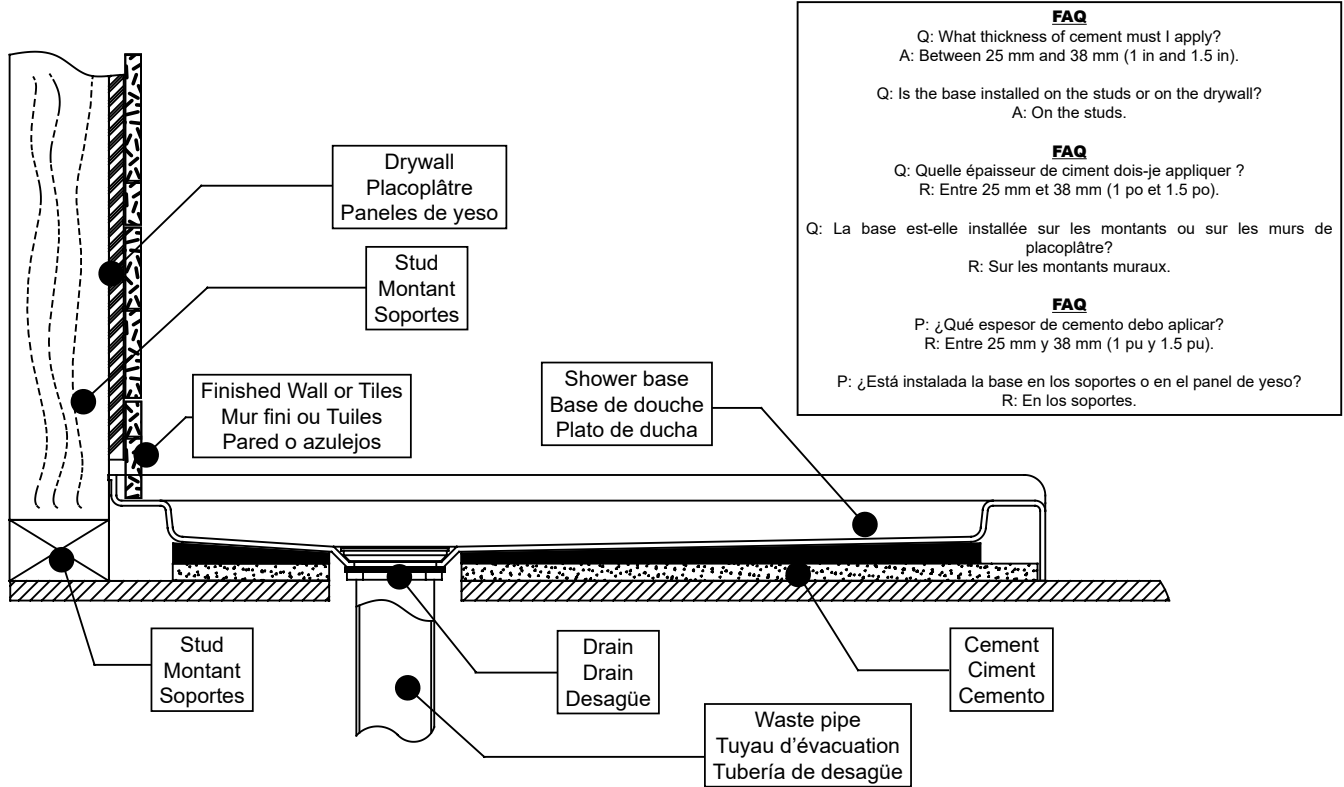 FAQ
Q: What thickness of cement must I apply?
A: Between 25 mm and 38 mm (1 in and 1.5 in).
Q: Is the base installed on the studs or on the drywall?
A: On the studs.
FAQ
Q: Quelle épaisseur de ciment dois-je appliquer ?
R: Entre 25 mm et 38 mm (1 po et 1.5 po).
Q: La base est-elle installée sur les montants ou sur les murs de
placoplâtre?
R: Sur les montants muraux.
FAQ
P: ¿Qué espesor de cemento debo aplicar?
R: Entre 25 mm y 38 mm (1 pu y 1.5 pu).
P: ¿Está instalada la base en los soportes o en el panel de yeso?
R: En los soportes.
Drywall
Placoplâtre
Paneles de yeso
Stud
Montant
Soportes
Finished Wall or Tiles
Mur fini ou Tuiles
Pared o azulejos
Shower base
Base de douche
Plato de ducha
Stud
Montant
Soportes
Drain
Drain
Desagüe
Cement
Ciment
Cemento
Waste pipe
Tuyau d’évacuation
Tubería de desagüe